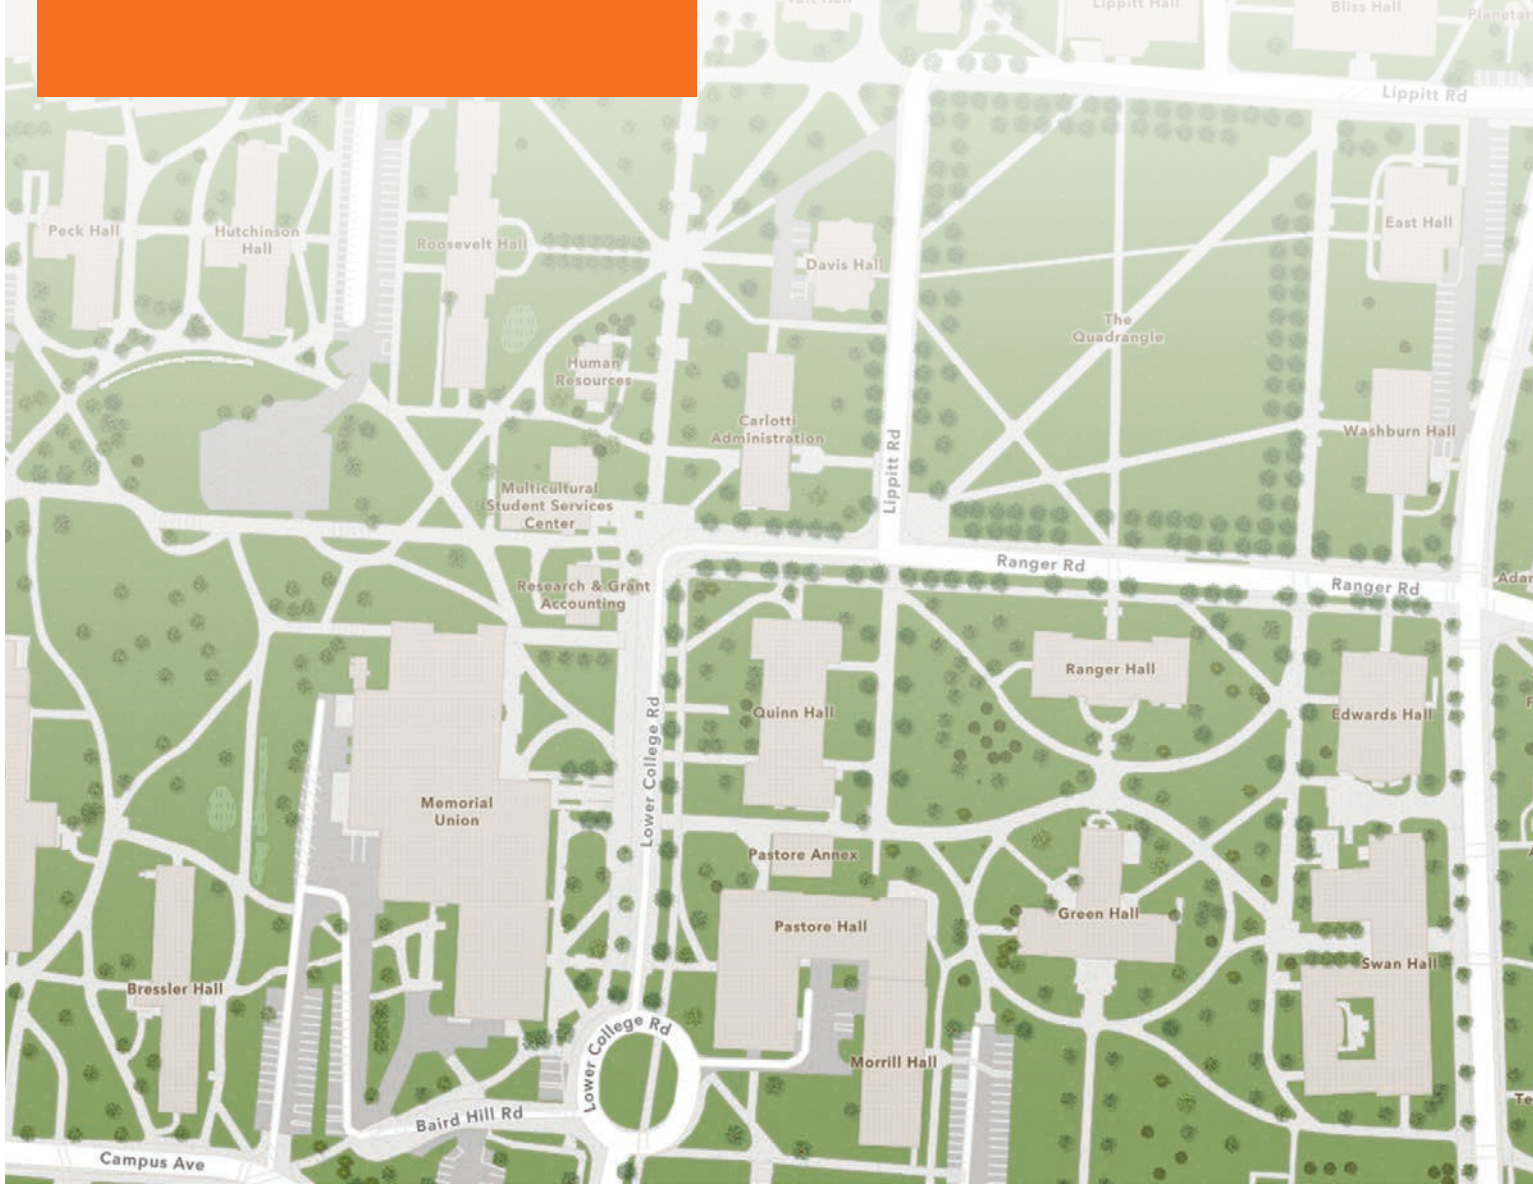 Lippitt Hall
Bliss Hall
Lippitt Rd
Peck Hall
Hutchinson
Hall
Roosevelt Hall
Davis Hall
East Hall
The
Quadrangle
Human
Resources
Carlotti
Administration
Lippitt Rd
Washburn Hall
Multicultural
Student Services
Center
Ranger Rd
Ranger Rd
Research & Grant
Accounting
Ranger Hall
Quinn Hall
Edwards Hall
Lower College Rd
Memorial
Union
Pastore Annex
Green Hall
Pastore Hall
Swan Hall
Bressler Hall
Lower College Rd
Morrill Hall
Baird Hill Rd
Campus Ave